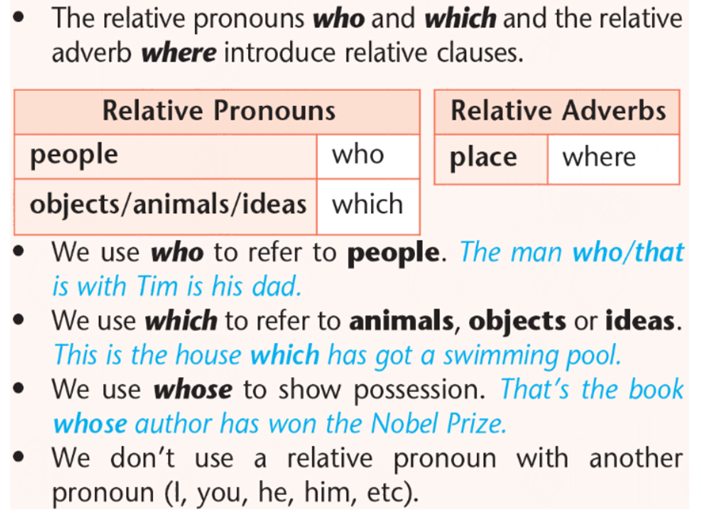 • The relative pronouns who and which and the relative
adverb where introduce relative clauses.
Relative Pronouns
people who
objects/animals/ideas which
Relative Adverbs
place where
• We use who to refer to people. The man who/that
is with Tim is his dad.
• We use which to refer to animals, objects or ideas.
This is the house which has got a swimming pool.
• We use whose to show possession. That's the book
whose author has won the Nobel Prize.
• We don't use a relative pronoun with another
pronoun (I, you, he, him, etc).